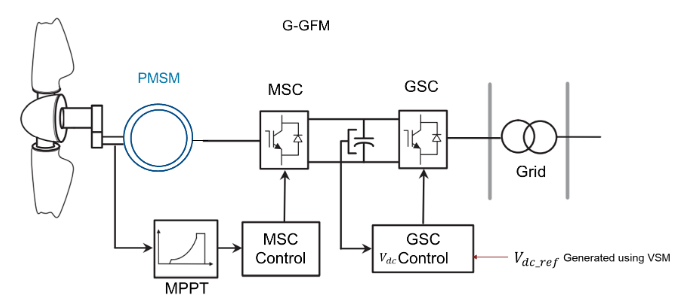 G-GFM
PMSM
MSC
GSC
Grid
MPPT
MSC
Control
GSC
V_{dc} Control
V_{dc\_ref} Generated using VSM